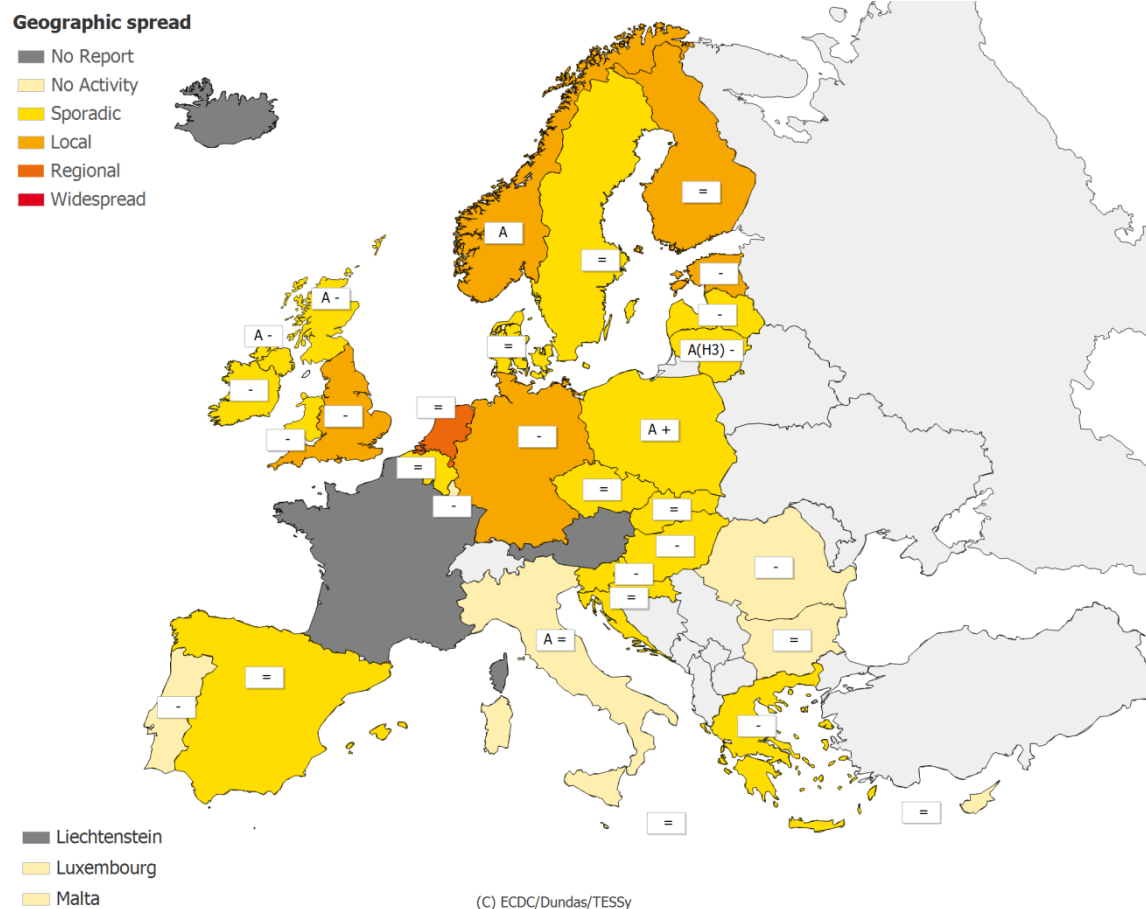 Geographic spread
No Report
No Activity
Sporadic
Local
Regional
Widespread
=
A
=
-
A -
-
A(H3) -
=
A -
-
=
-
-
A +
-
=
=
-
=
-
-
-
=
A =
=
=
-
-
=
=
Liechtenstein
Luxembourg
Malta
(C) ECDC/Dundas/TESSy